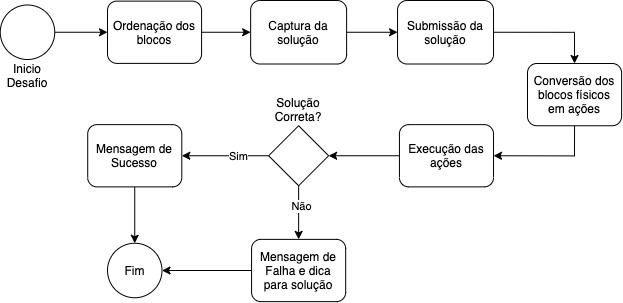 Inicio
Desafio
Ordenação dos
blocos
Captura da
solução
Submissão da
solução
Conversão dos
blocos físicos
em ações
Execução das
ações
Solução
Correta?
Sim
Mensagem de
Sucesso
Não
Mensagem de
Falha e dica
para solução
Fim